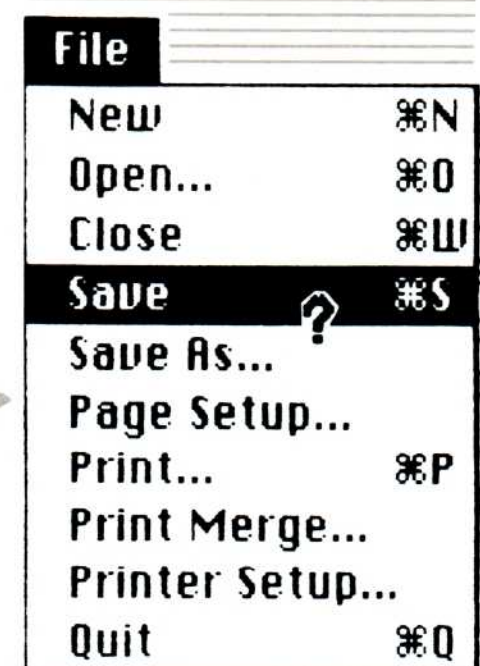 File
New ⌘N
Open... ⌘O
Close ⌘W
Save ⌘S
Save As...
Page Setup...
Print... ⌘P
Print Merge...
Printer Setup...
Quit ⌘Q